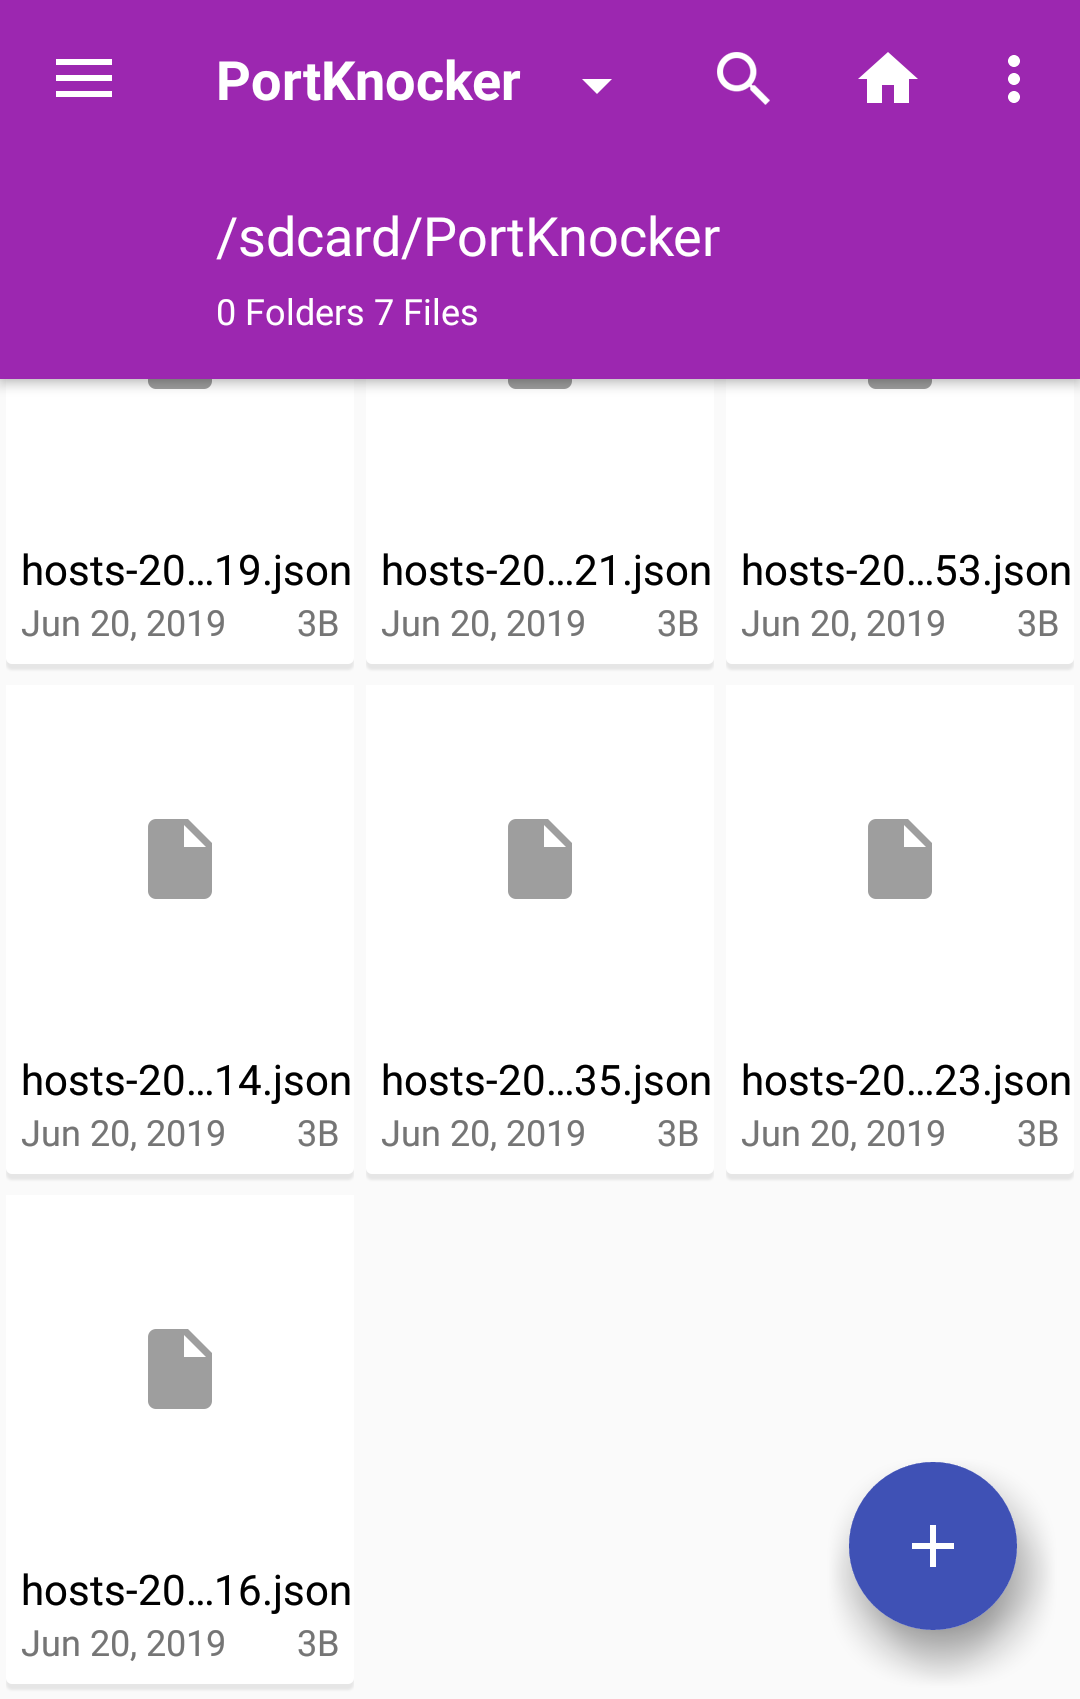 PortKnocker
/sdcard/PortKnocker
0 Folders 7 Files
hosts-20...19.json hosts-20...21.json hosts-20...53.json
Jun 20, 2019 3B Jun 20, 2019 3B Jun 20, 2019 3B
hosts-20...14.json hosts-20...35.json hosts-20...23.json
Jun 20, 2019 3B Jun 20, 2019 3B Jun 20, 2019 3B
hosts-20...16.json
Jun 20, 2019 3B